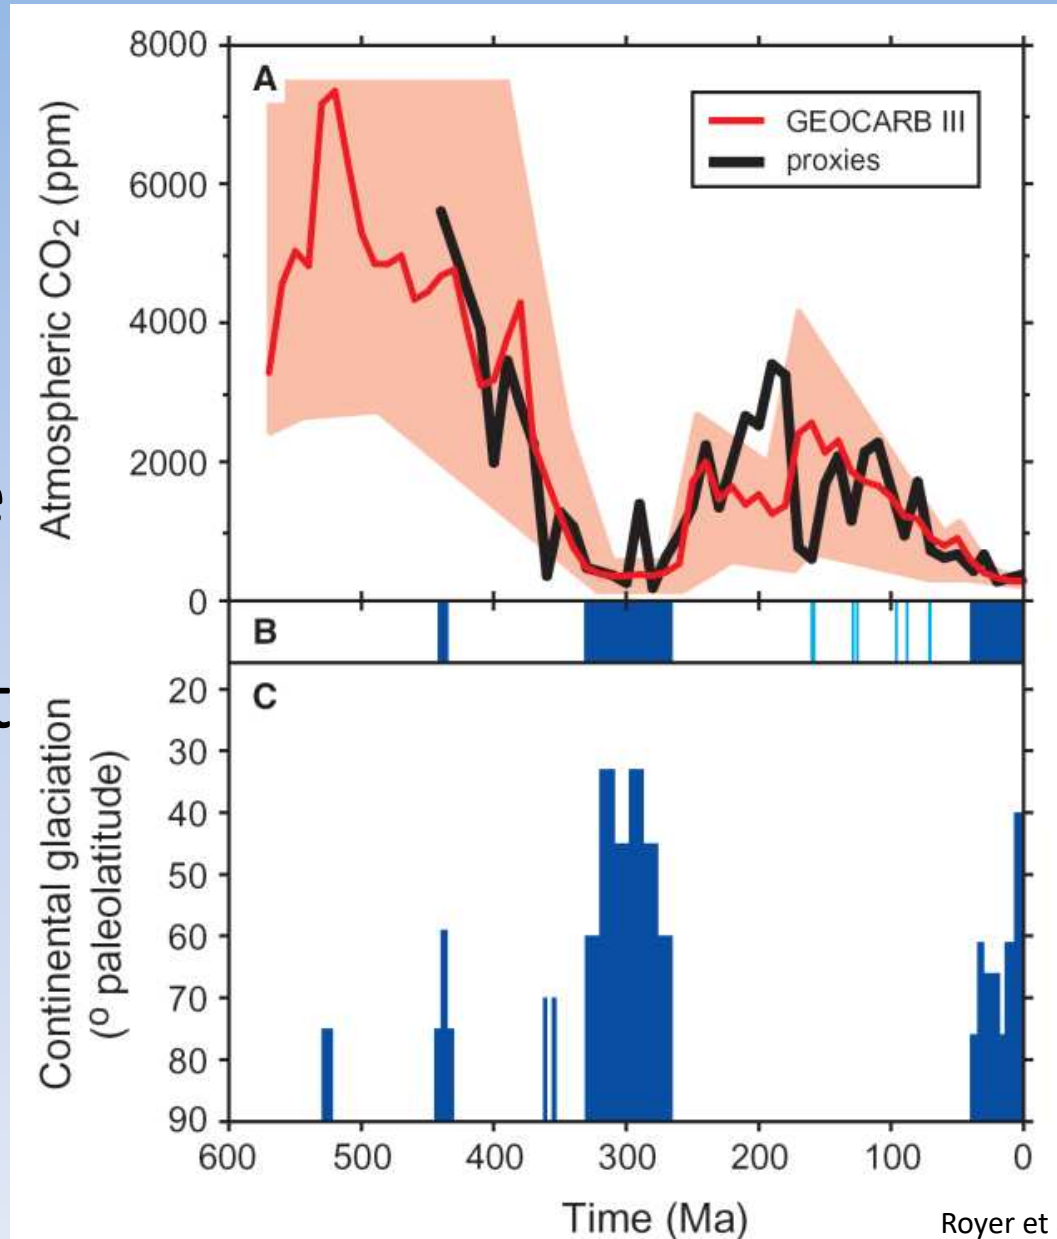 8000
A
GEOCARB III
proxies
6000
4000
2000
0
Atmospheric CO2 (ppm)
B
C
20
30
40
50
60
70
80
90
Continental glaciation
(o paleolatitude)
600 500 400 300 200 100 0
Time (Ma)
Royer et